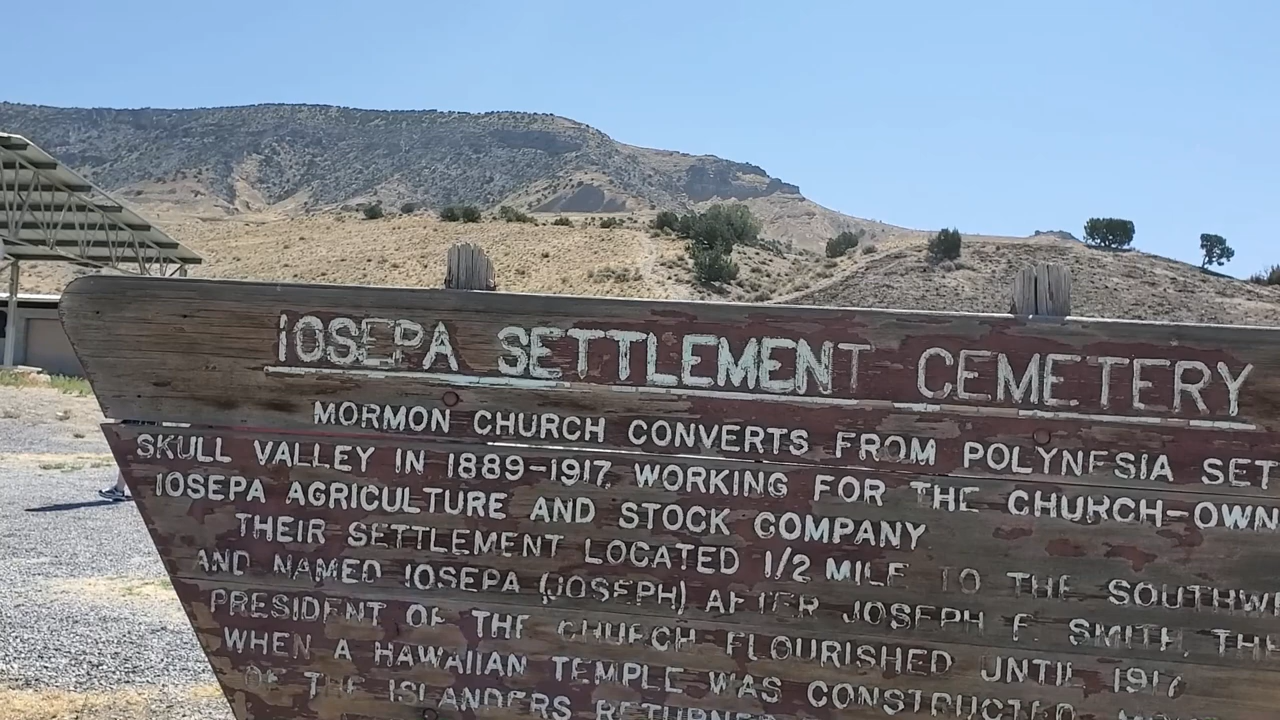 IOSEPA SETTLEMENT CEMETERY
MORMON CHURCH CONVERTS FROM POLYNESIA SET
SKULL VALLEY IN 1889-1917, WORKING FOR THE CHURCH-OWN
IOSEPA AGRICULTURE AND STOCK COMPANY
THEIR SETTLEMENT LOCATED 1/2 MILE TO THE SOUTHWE
AND NAMED IOSEPA (JOSEPH) AFTER JOSEPH F. SMITH, THE
PRESIDENT OF THE CHURCH FLOURISHED UNTIL 1917
WHEN A HAWAIIAN TEMPLE WAS CONSTRUCTED
OF THE ISLANDERS RETURNED